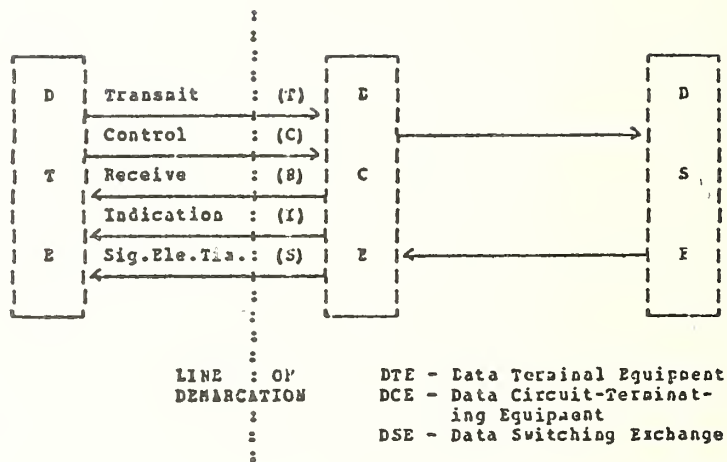 D Transmit : (T) D D
Control : (C)
T Receive : (R) C S
Indication : (I)
E Sig.Ele.Tim. : (S) E E
LINE : OF
DEMARCATION
DTE - Data Terminal Equipment
DCE - Data Circuit-Terminat-
ing Equipment
DSE - Data Switching Exchange